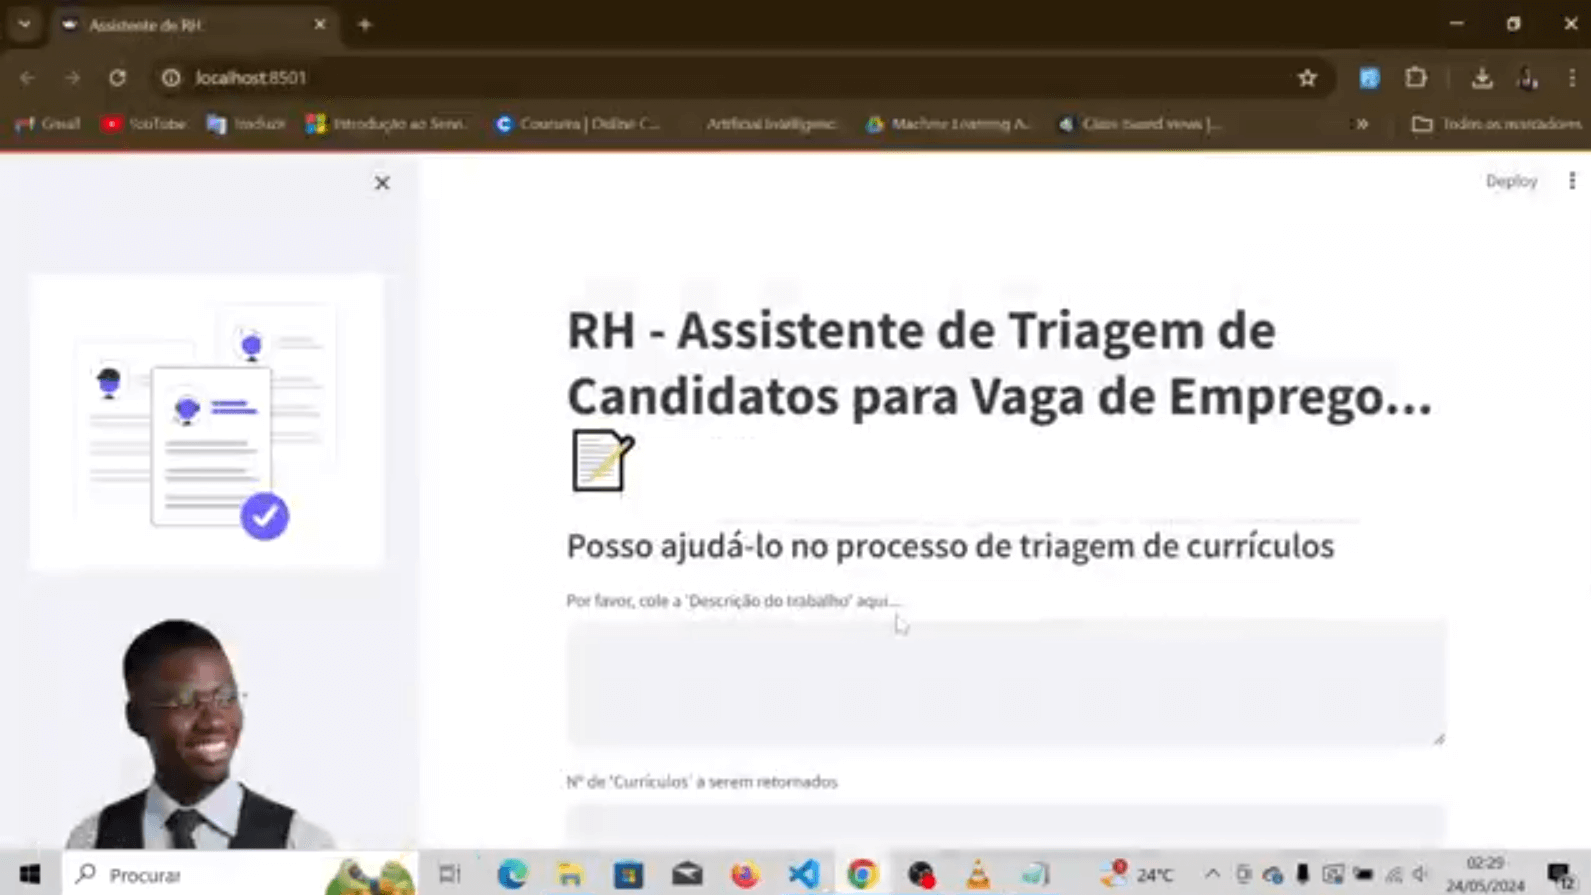 Assistente de RH
localhost:8501
Gmail
YouTube
Traduzir
Introdução ao Servi...
Coursera | Online C...
Artificial Intelligenc...
Machine Learning A...
Class-based views |...
»
Todos os marcadores
Deploy
RH - Assistente de Triagem de
Candidatos para Vaga de Emprego...
Posso ajudá-lo no processo de triagem de currículos
Por favor, cole a 'Descrição do trabalho' aqui...
Nº de 'Currículos' a serem retornados
Procurar
24°C
02:29
24/05/2024
12